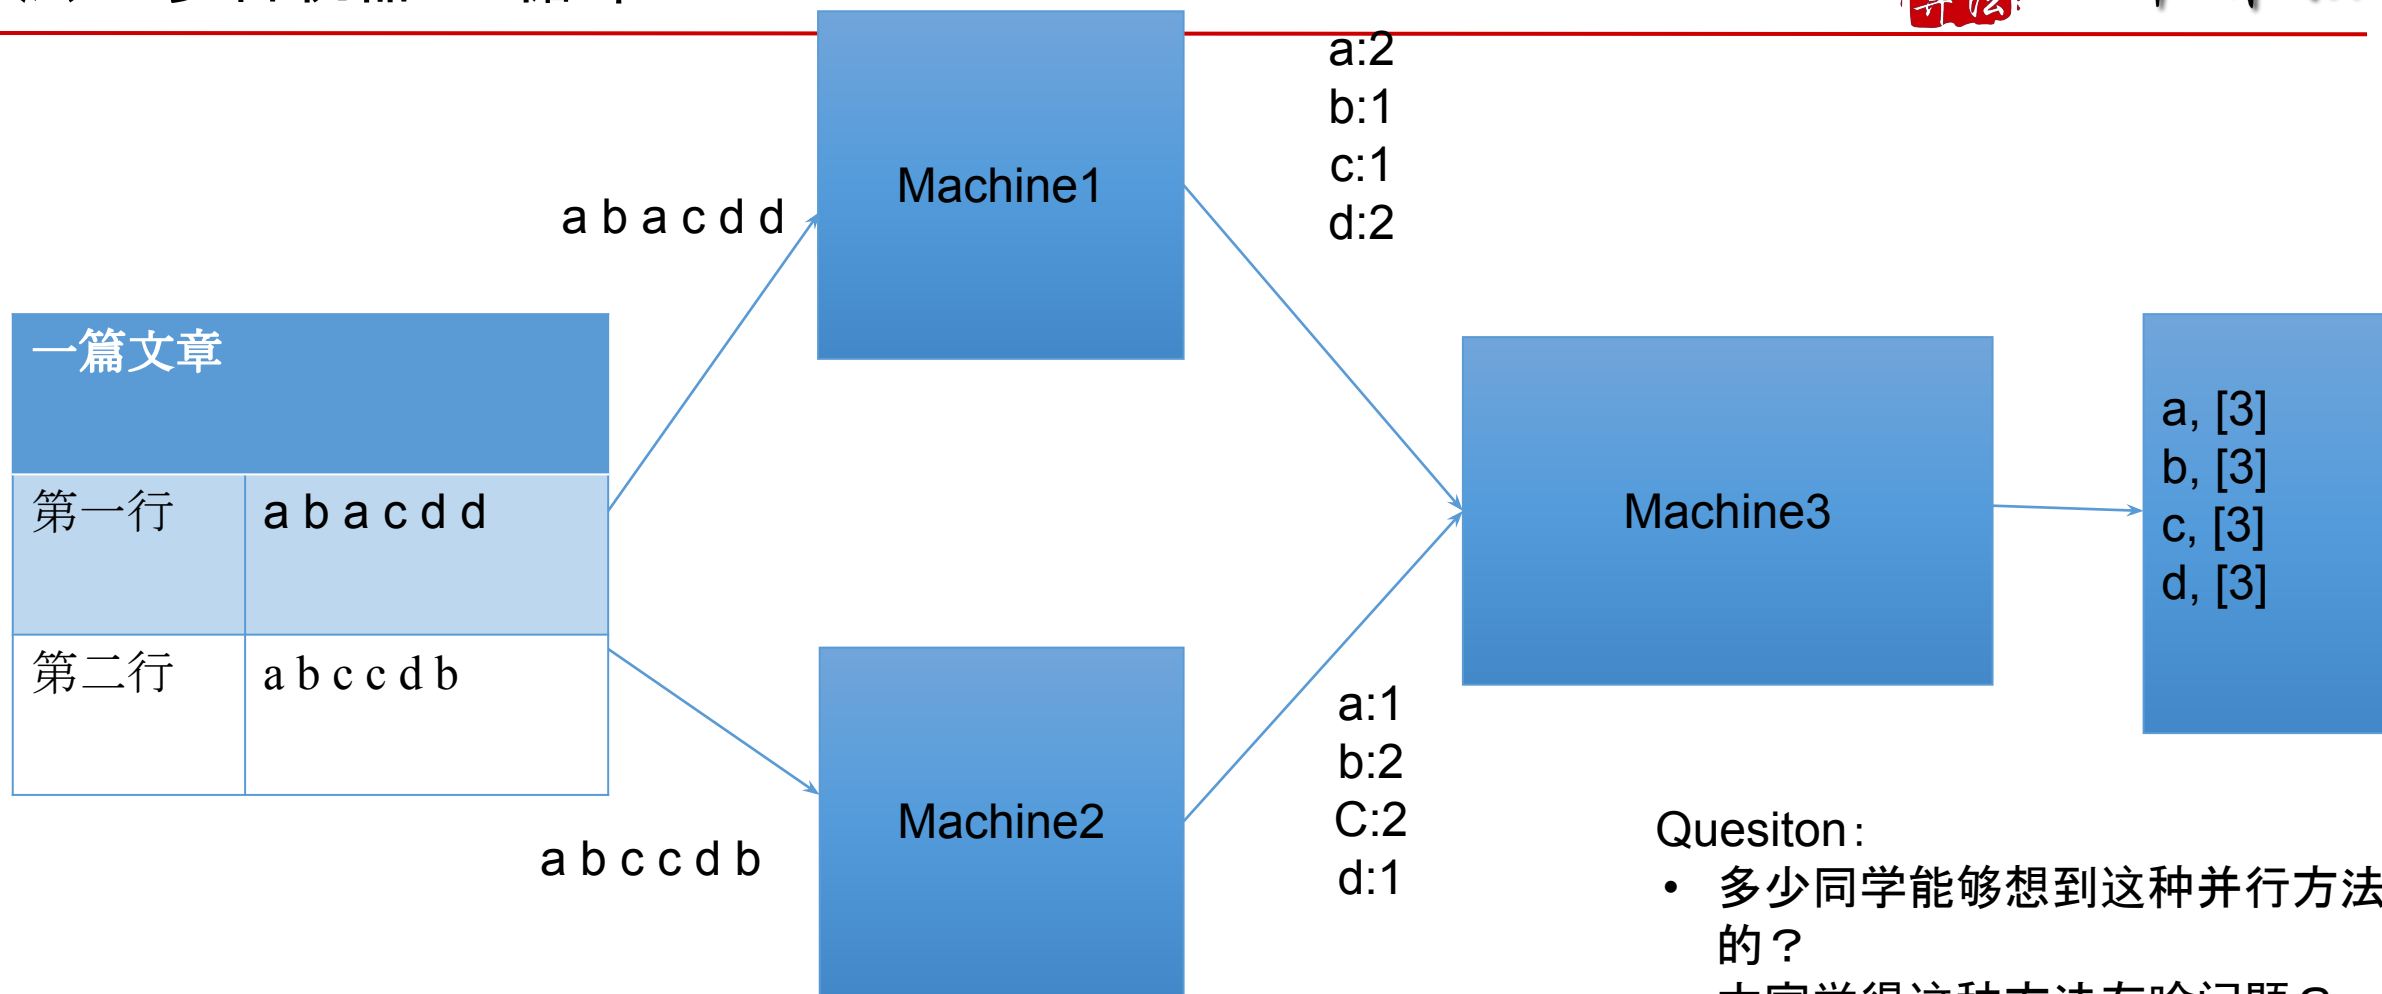 一篇文章
第一行 a b a c d d
第二行 a b c c d b
a b a c d d
a b c c d b
Machine1
Machine2
a:2
b:1
c:1
d:2
a:1
b:2
C:2
d:1
Machine3
a, [3]
b, [3]
c, [3]
d, [3]
Quesiton：
• 多少同学能够想到这种并行方法
的？